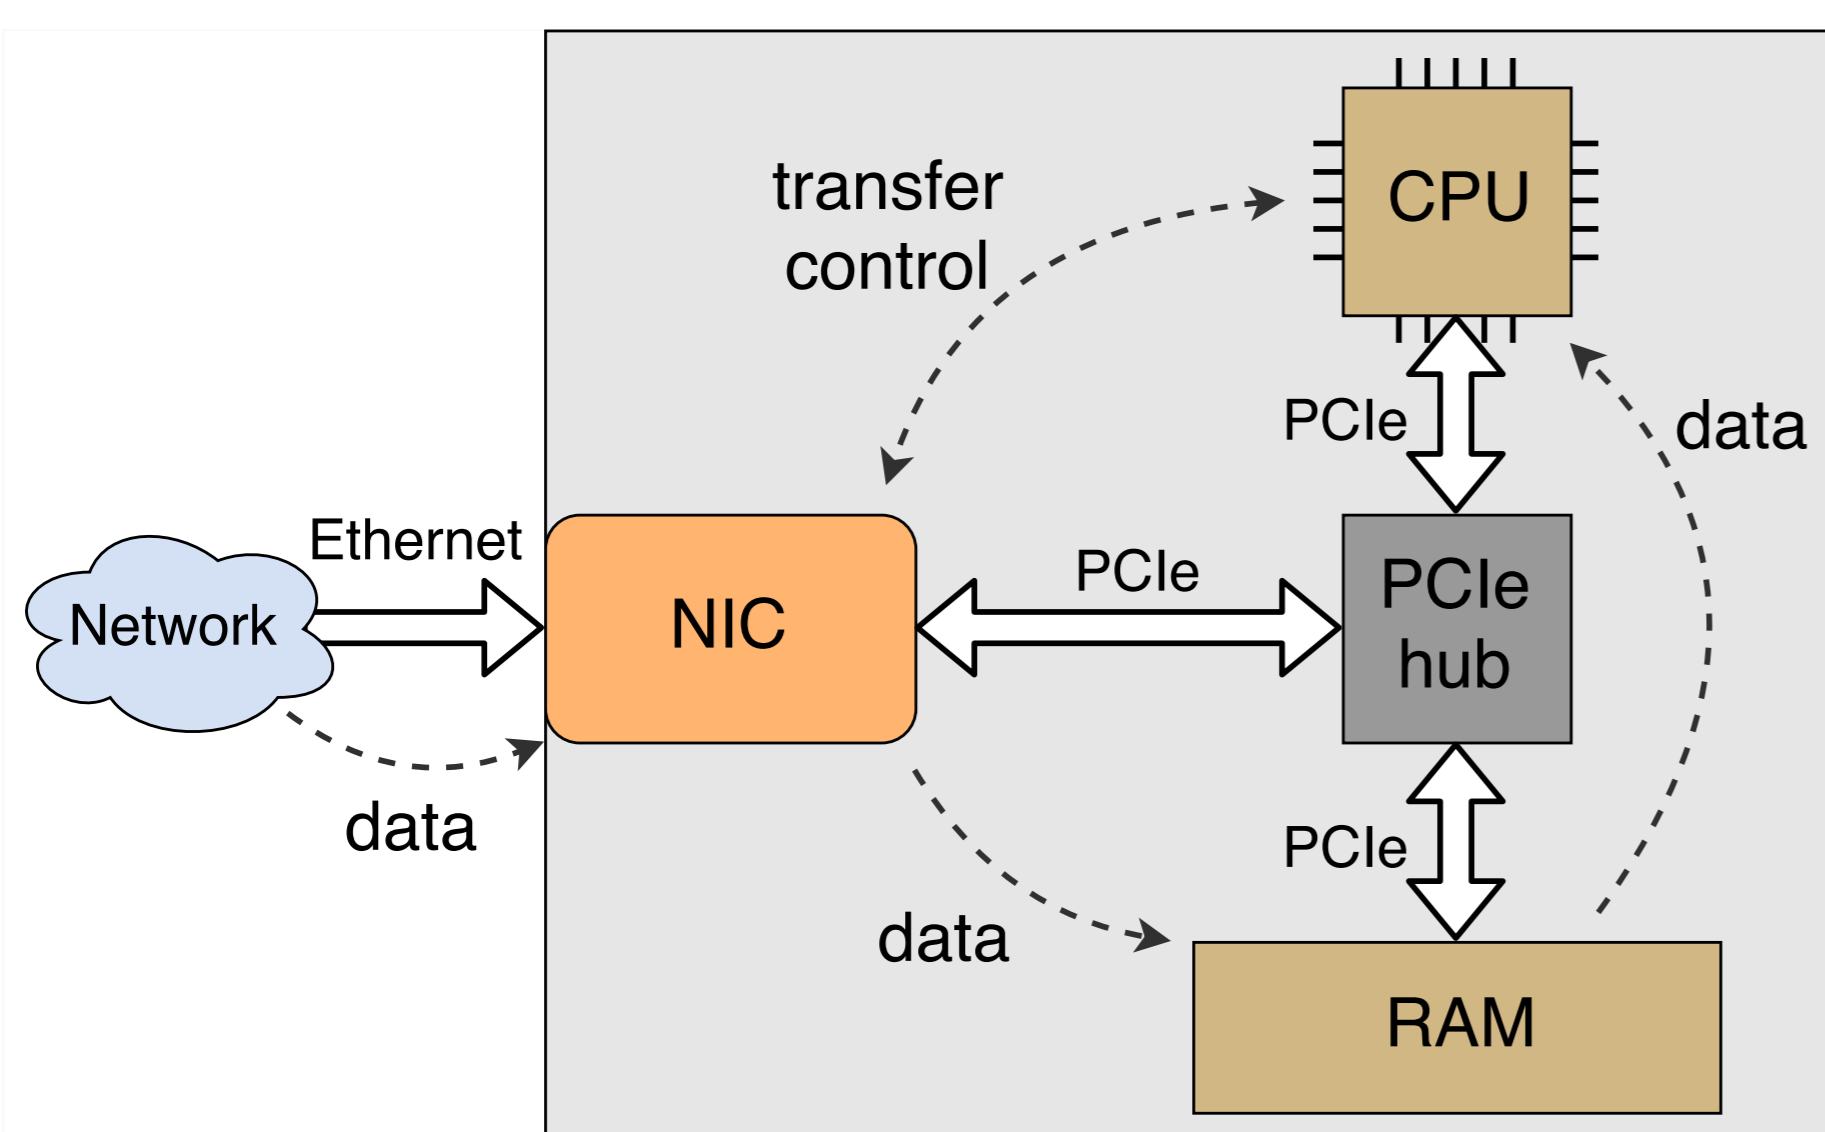 transfer
control
CPU
PCIe
data
Ethernet
Network
NIC
PCIe
PCIe
hub
data
PCIe
data
RAM